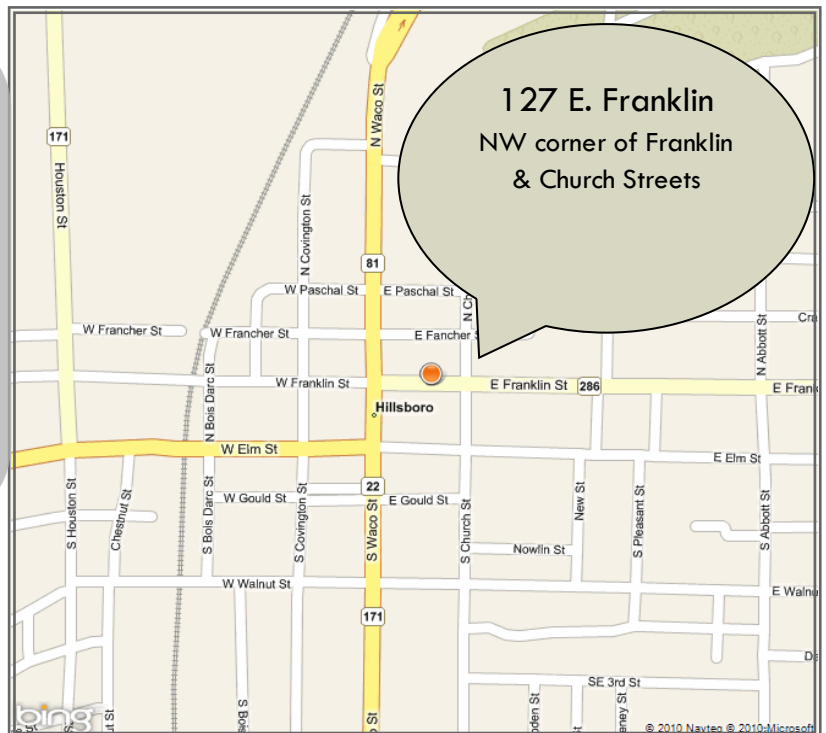 127 E. Franklin
NW corner of Franklin
& Church Streets
171
Houston St
N Waco St
N Covington St
81
W Paschal St
E Paschal St
W Francher St
W Francher St
E Fancher
N Bois Darc St
N Abbott St
W Franklin St
E Franklin St
286
Hillsboro
W Elm St
E Elm St
22
W Gould St
E Gould St
S Houston St
Chestnut St
S Bois Darc St
S Covington St
S Waco St
S Church St
New St
S Pleasant St
S Abbott St
Nowlin St
W Walnut St
171
SE 3rd St
bing
© 2010 Navteq © 2010 Microsoft